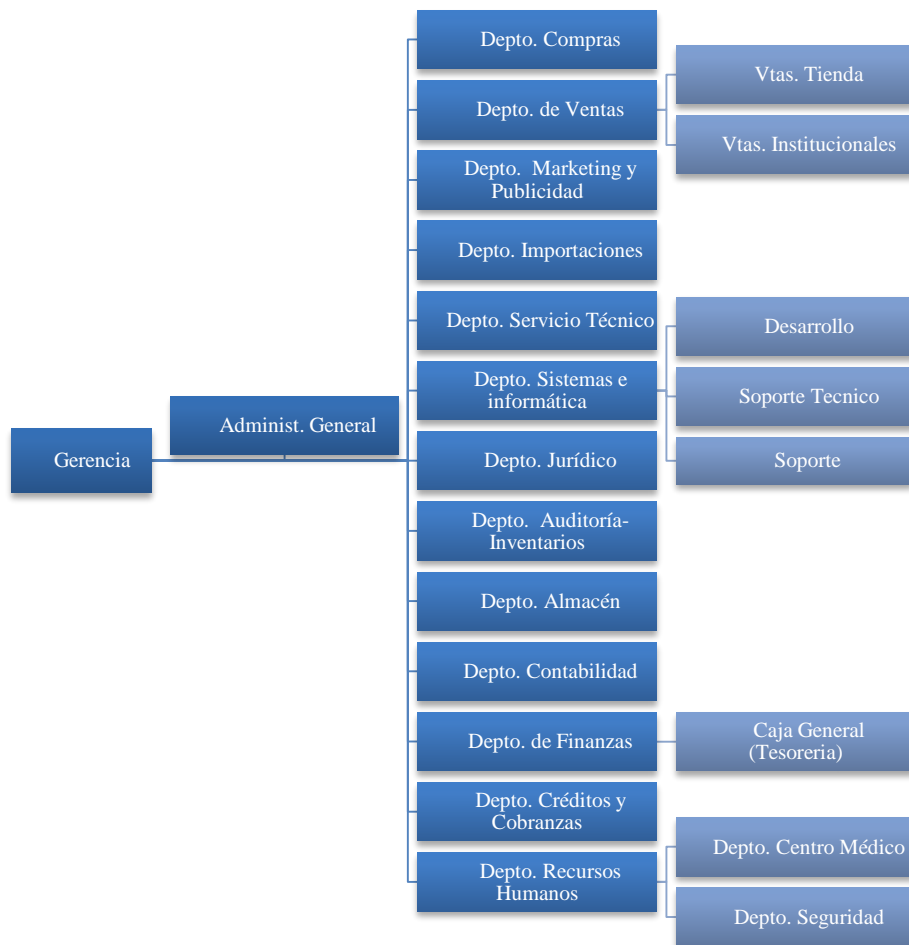 Gerencia
Administ. General
Depto. Compras
Depto. de Ventas
Vtas. Tienda
Vtas. Institucionales
Depto. Marketing y
Publicidad
Depto. Importaciones
Depto. Servicio Técnico
Depto. Sistemas e
informática
Desarrollo
Soporte Tecnico
Soporte
Depto. Jurídico
Depto. Auditoría-
Inventarios
Depto. Almacén
Depto. Contabilidad
Depto. de Finanzas
Caja General
(Tesoreria)
Depto. Créditos y
Cobranzas
Depto. Recursos
Humanos
Depto. Centro Médico
Depto. Seguridad